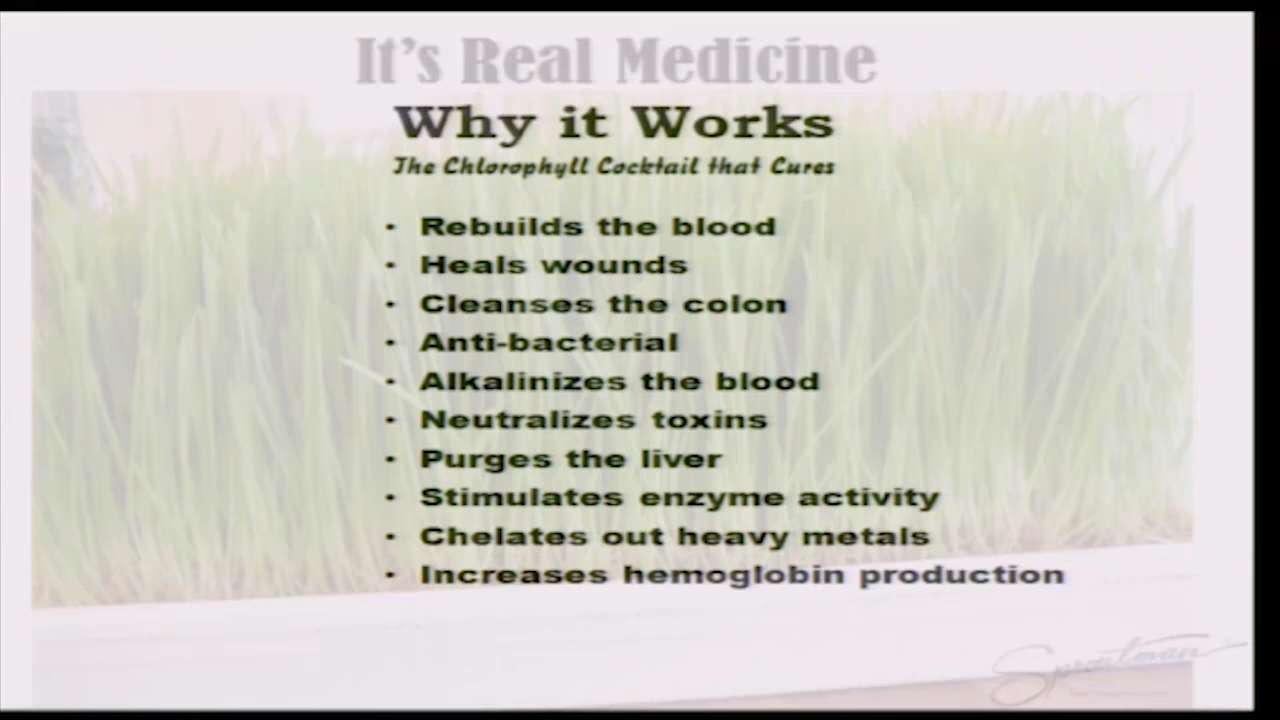 It's Real Medicine
Why it Works
The Chlorophyll Cocktail that Cures
• Rebuilds the blood
• Heals wounds
• Cleanses the colon
• Anti-bacterial
• Alkalinizes the blood
• Neutralizes toxins
• Purges the liver
• Stimulates enzyme activity
• Chelates out heavy metals
• Increases hemoglobin production
Sproutman